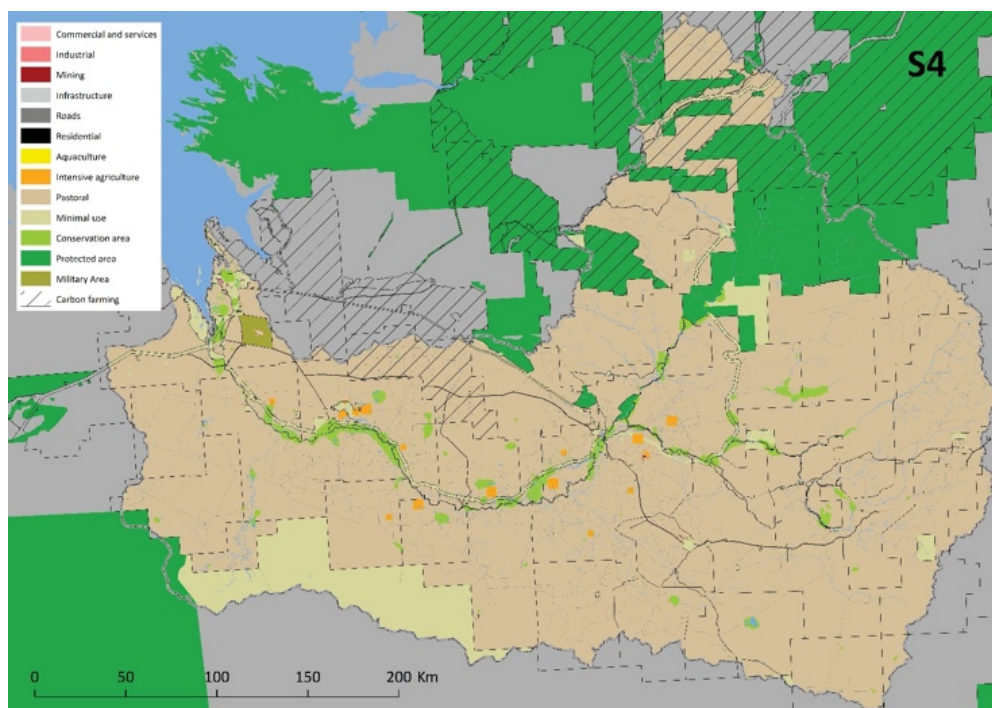 Commercial and services
Industrial
Mining
Infrastructure
Roads
Residential
Aquaculture
Intensive agriculture
Pastoral
Minimal use
Conservation area
Protected area
Military Area
Carbon farming
S4
0 50 100 150 200 Km